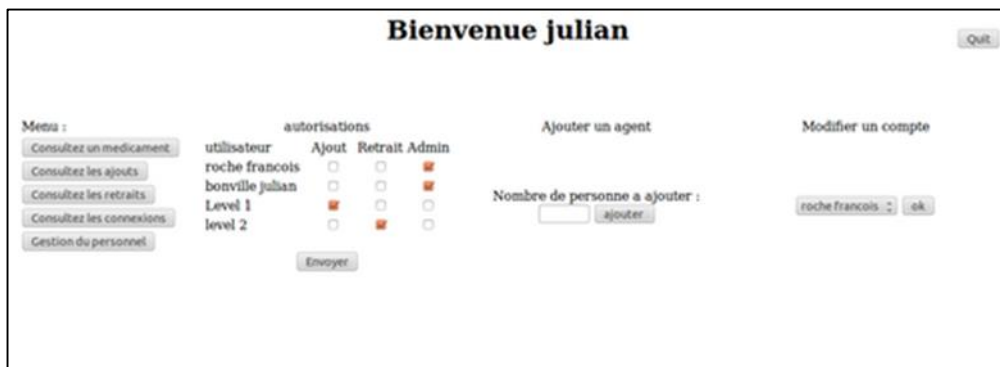 Bienvenue julian
Quit
Menu :
Consultez un medicament
Consultez les ajouts
Consultez les retraits
Consultez les connexions
Gestion du personnel
autorisations
utilisateur Ajout Retrait Admin
roche francois
bonville julian
Level 1
level 2
Envoyer
Ajouter un agent
Nombre de personne a ajouter :
ajouter
Modifier un compte
roche francois ok